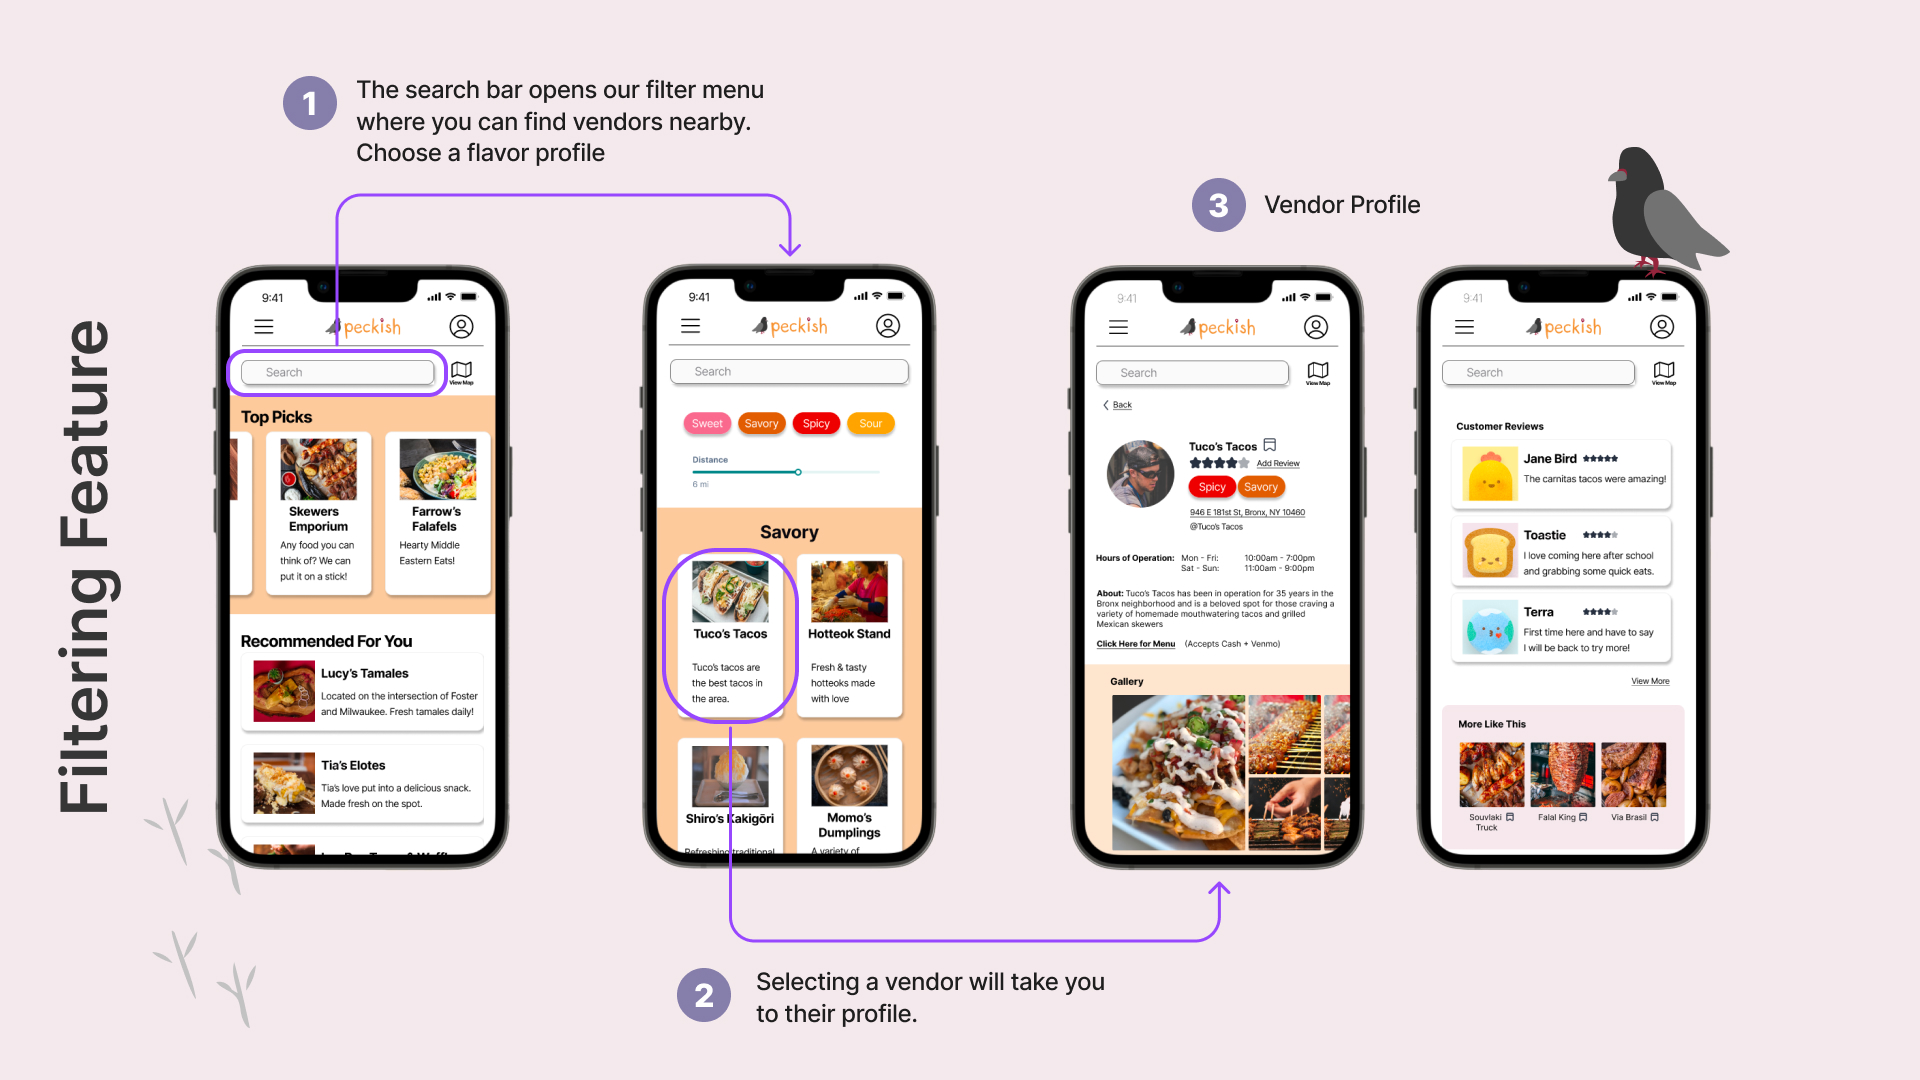 Filtering Feature
1
The search bar opens our filter menu
where you can find vendors nearby.
Choose a flavor profile
9:41
peckish
Search
View Map
Top Picks
Skewers
Emporium
Any food you can
think of? We can
put it on a stick!
Farrow's
Falafels
Hearty Middle
Eastern Eats!
Recommended For You
Lucy's Tamales
Located on the intersection of Foster
and Milwaukee. Fresh tamales daily!
Tia's Elotes
Tia's love put into a delicious snack.
Made fresh on the spot.
9:41
peckish
Search
Sweet
Savory
Spicy
Sour
Distance
6 mi
Savory
Tuco's Tacos
Tuco's tacos are
the best tacos in
the area.
Hotteok Stand
Fresh & tasty
hotteoks made
with love
Shiro's Kakigōri
Refreshing traditional
Momo's
Dumplings
A variety of
2
Selecting a vendor will take you
to their profile.
3
Vendor Profile
9:41
peckish
Search
View Map
Back
Tuco's Tacos
Add Review
Spicy
Savory
946 E 181st St, Bronx, NY 10460
@Tuco's Tacos
Hours of Operation: Mon - Fri: 10:00am - 7:00pm
Sat - Sun: 11:00am - 9:00pm
About: Tuco's Tacos has been in operation for 35 years in the
Bronx neighborhood and is a beloved spot for those craving a
variety of homemade mouthwatering tacos and grilled
Mexican skewers
Click Here for Menu (Accepts Cash + Venmo)
Gallery
9:41
peckish
Search
View Map
Customer Reviews
Jane Bird
The carnitas tacos were amazing!
Toastie
I love coming here after school
and grabbing some quick eats.
Terra
First time here and have to say
I will be back to try more!
View More
More Like This
Souvlaki
Truck
Falal King
Via Brasil